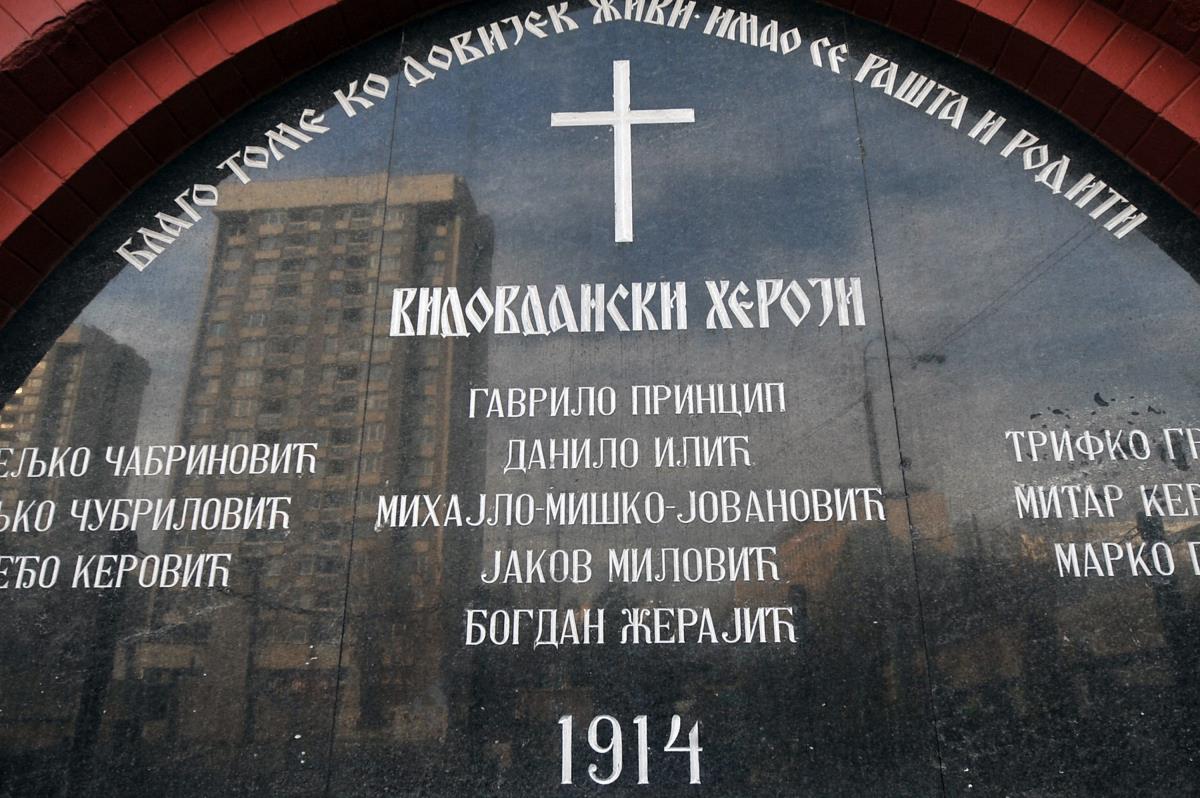 БЛАГО ТОМЕ КО ДОВИЈЕК ЖИВИ·ИМАО СЕ РАШТА И РОДИТИ
ВИДОВДАНСКИ ХЕРОЈИ
ГАВРИЛО ПРИНЦИП
ДАНИЛО ИЛИЋ
МИХАЈЛО-МИШКО-ЈОВАНОВИЋ
ЈАКОВ МИЛОВИЋ
БОГДАН ЖЕРАЈИЋ
ЧАБРИНОВИЋ
ЧУБРИЛОВИЋ
КЕРОВИЋ
ТРИФКО
МИТАР
МАРКО
1914